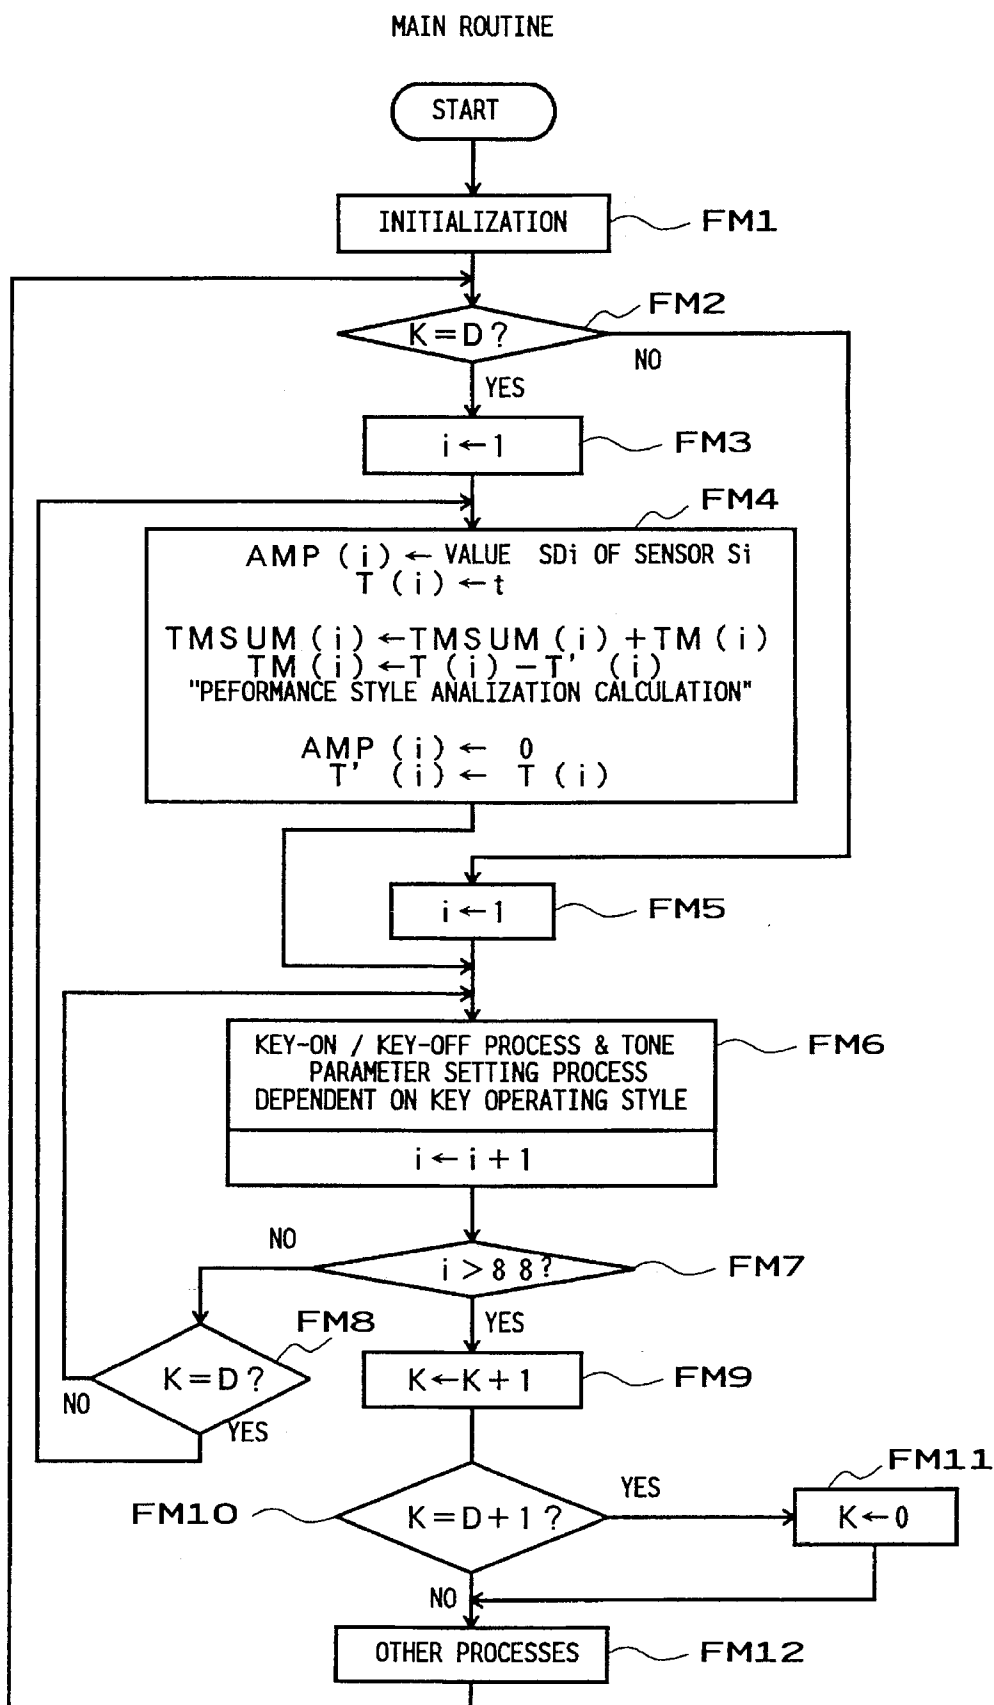 MAIN ROUTINE
START
INITIALIZATION
FM1
FM2
K=D?
NO
YES
i←1
FM3
FM4
AMP (i) ← VALUE SDi OF SENSOR Si
T (i) ←t
TMSUM (i) ←TMSUM (i) +TM (i)
TM (i) ←T (i) −T' (i)
"PEFORMANCE STYLE ANALIZATION CALCULATION"
AMP (i) ← 0
T' (i) ← T (i)
i←1
FM5
KEY-ON / KEY-OFF PROCESS & TONE
PARAMETER SETTING PROCESS
DEPENDENT ON KEY OPERATING STYLE
FM6
i←i+1
NO
i>88?
FM7
YES
FM8
K=D?
NO
YES
K←K+1
FM9
FM10
K=D+1?
YES
FM11
K←0
NO
OTHER PROCESSES
FM12